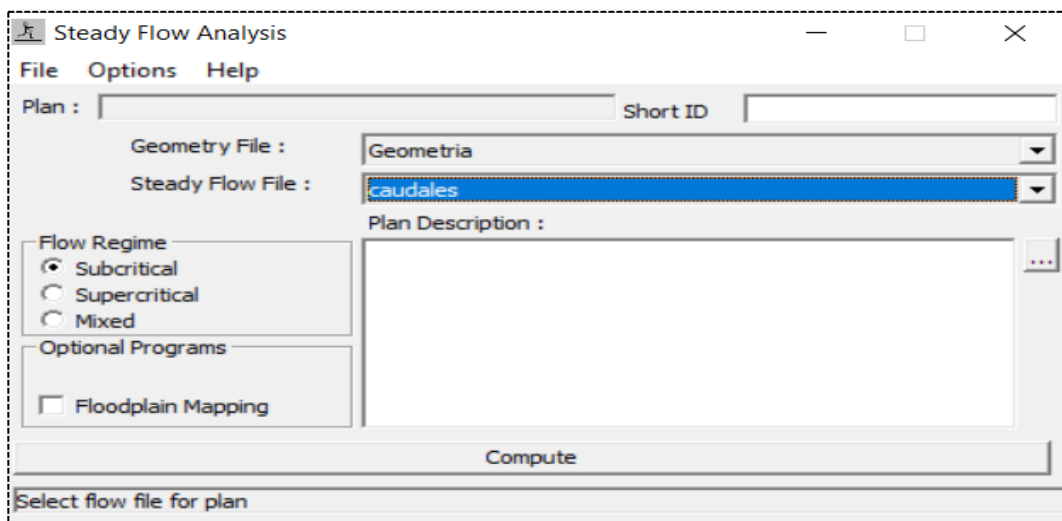 Steady Flow Analysis
File Options Help
Plan : Short ID
Geometry File : Geometria
Steady Flow File : caudales
Plan Description :
Flow Regime
Subcritical
Supercritical
Mixed
Optional Programs
Floodplain Mapping
...
Compute
Select flow file for plan